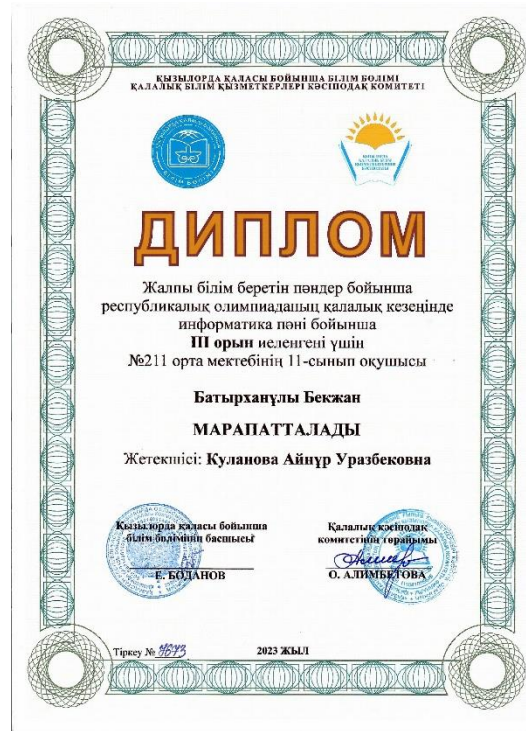 ҚЫЗЫЛОРДА ҚАЛАСЫ БОЙЫНША БІЛІМ БӨЛІМІ
ҚАЛАЛЫҚ БІЛІМ ҚЫЗМЕТКЕРЛЕРІ КӘСІПОДАҚ КОМИТЕТІ
ДИПЛОМ
Жалпы білім беретін пәндер бойынша
республикалық олимпиаданың қалалық кезеңінде
информатика пәні бойынша
III орын иеленгені үшін
№211 орта мектебінің 11-сынып оқушысы
Батырханұлы Бекжан
МАРАПАТТАЛАДЫ
Жетекшісі: Куланова Айнұр Уразбековна
Қызылорда қаласы бойынша
білім бөлімінің басшысы
Е. БОДАНОВ
Қалалық кәсіподақ
комитетінің төрайымы
О. АЛИМБЕТОВА
Тіркеу №
2023 ЖЫЛ